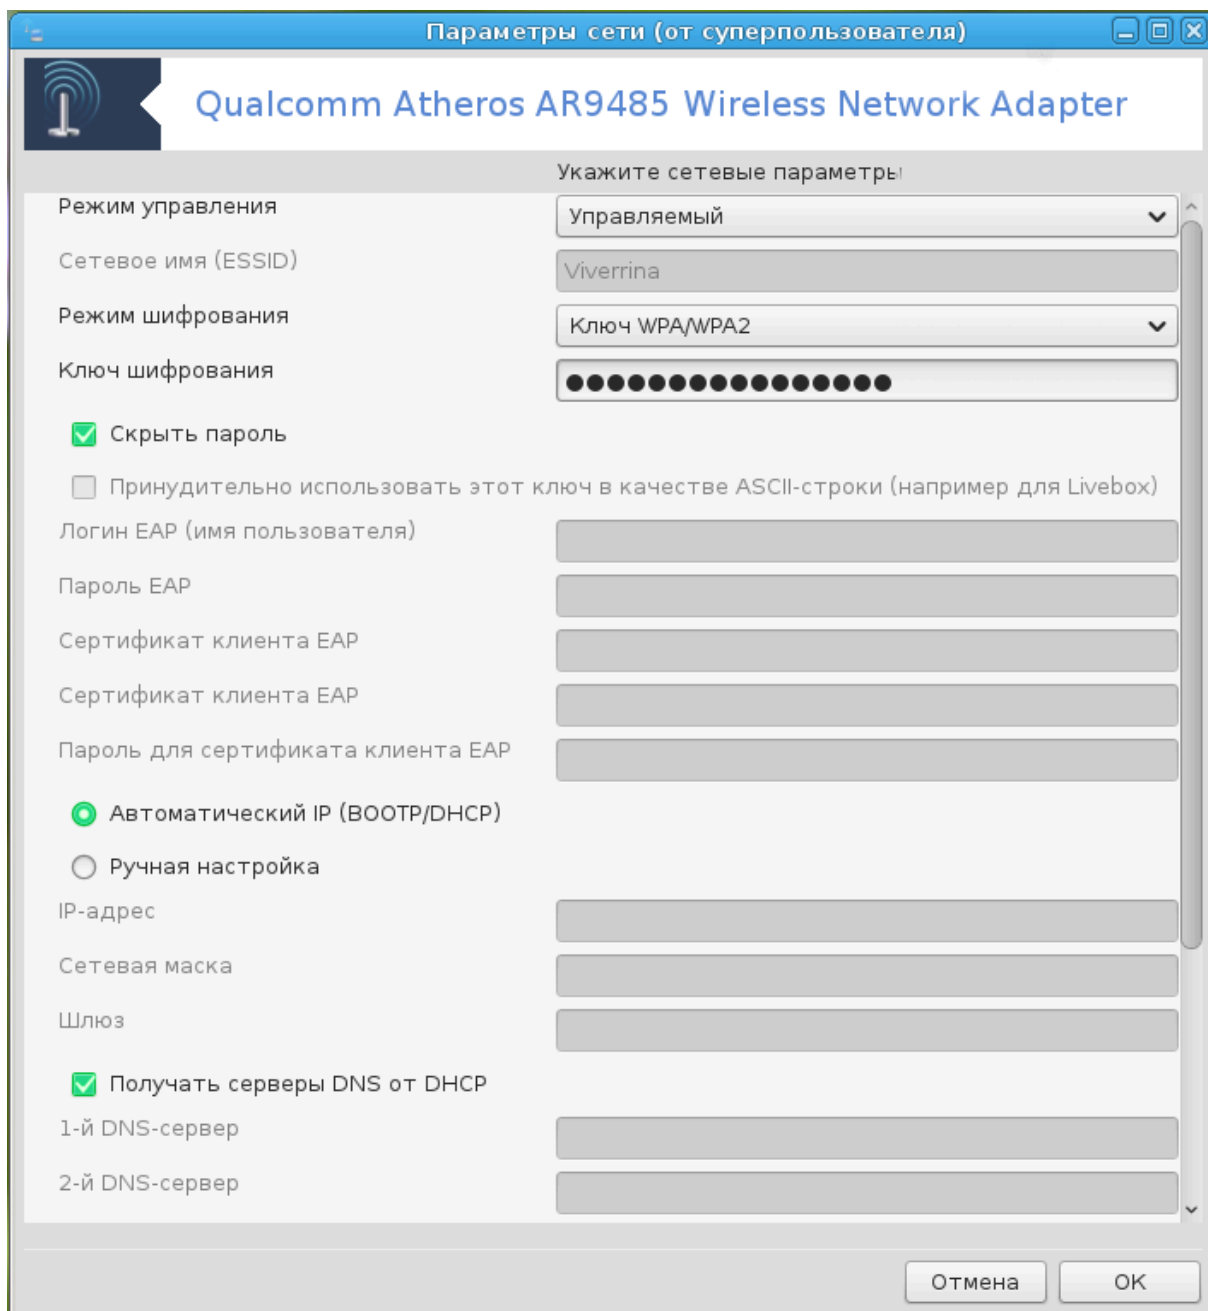 Параметры сети (от суперпользователя)
Qualcomm Atheros AR9485 Wireless Network Adapter
Укажите сетевые параметры
Режим управления
Управляемый
Сетевое имя (ESSID)
Viverrina
Режим шифрования
Ключ WPA/WPA2
Ключ шифрования
●●●●●●●●●●●●●●●●
Скрыть пароль
Принудительно использовать этот ключ в качестве ASCII-строки (например для Livebox)
Логин EAP (имя пользователя)
Пароль EAP
Сертификат клиента EAP
Сертификат клиента EAP
Пароль для сертификата клиента EAP
Автоматический IP (BOOTP/DHCP)
Ручная настройка
IP-адрес
Сетевая маска
Шлюз
Получать серверы DNS от DHCP
1-й DNS-сервер
2-й DNS-сервер
Отмена
OK